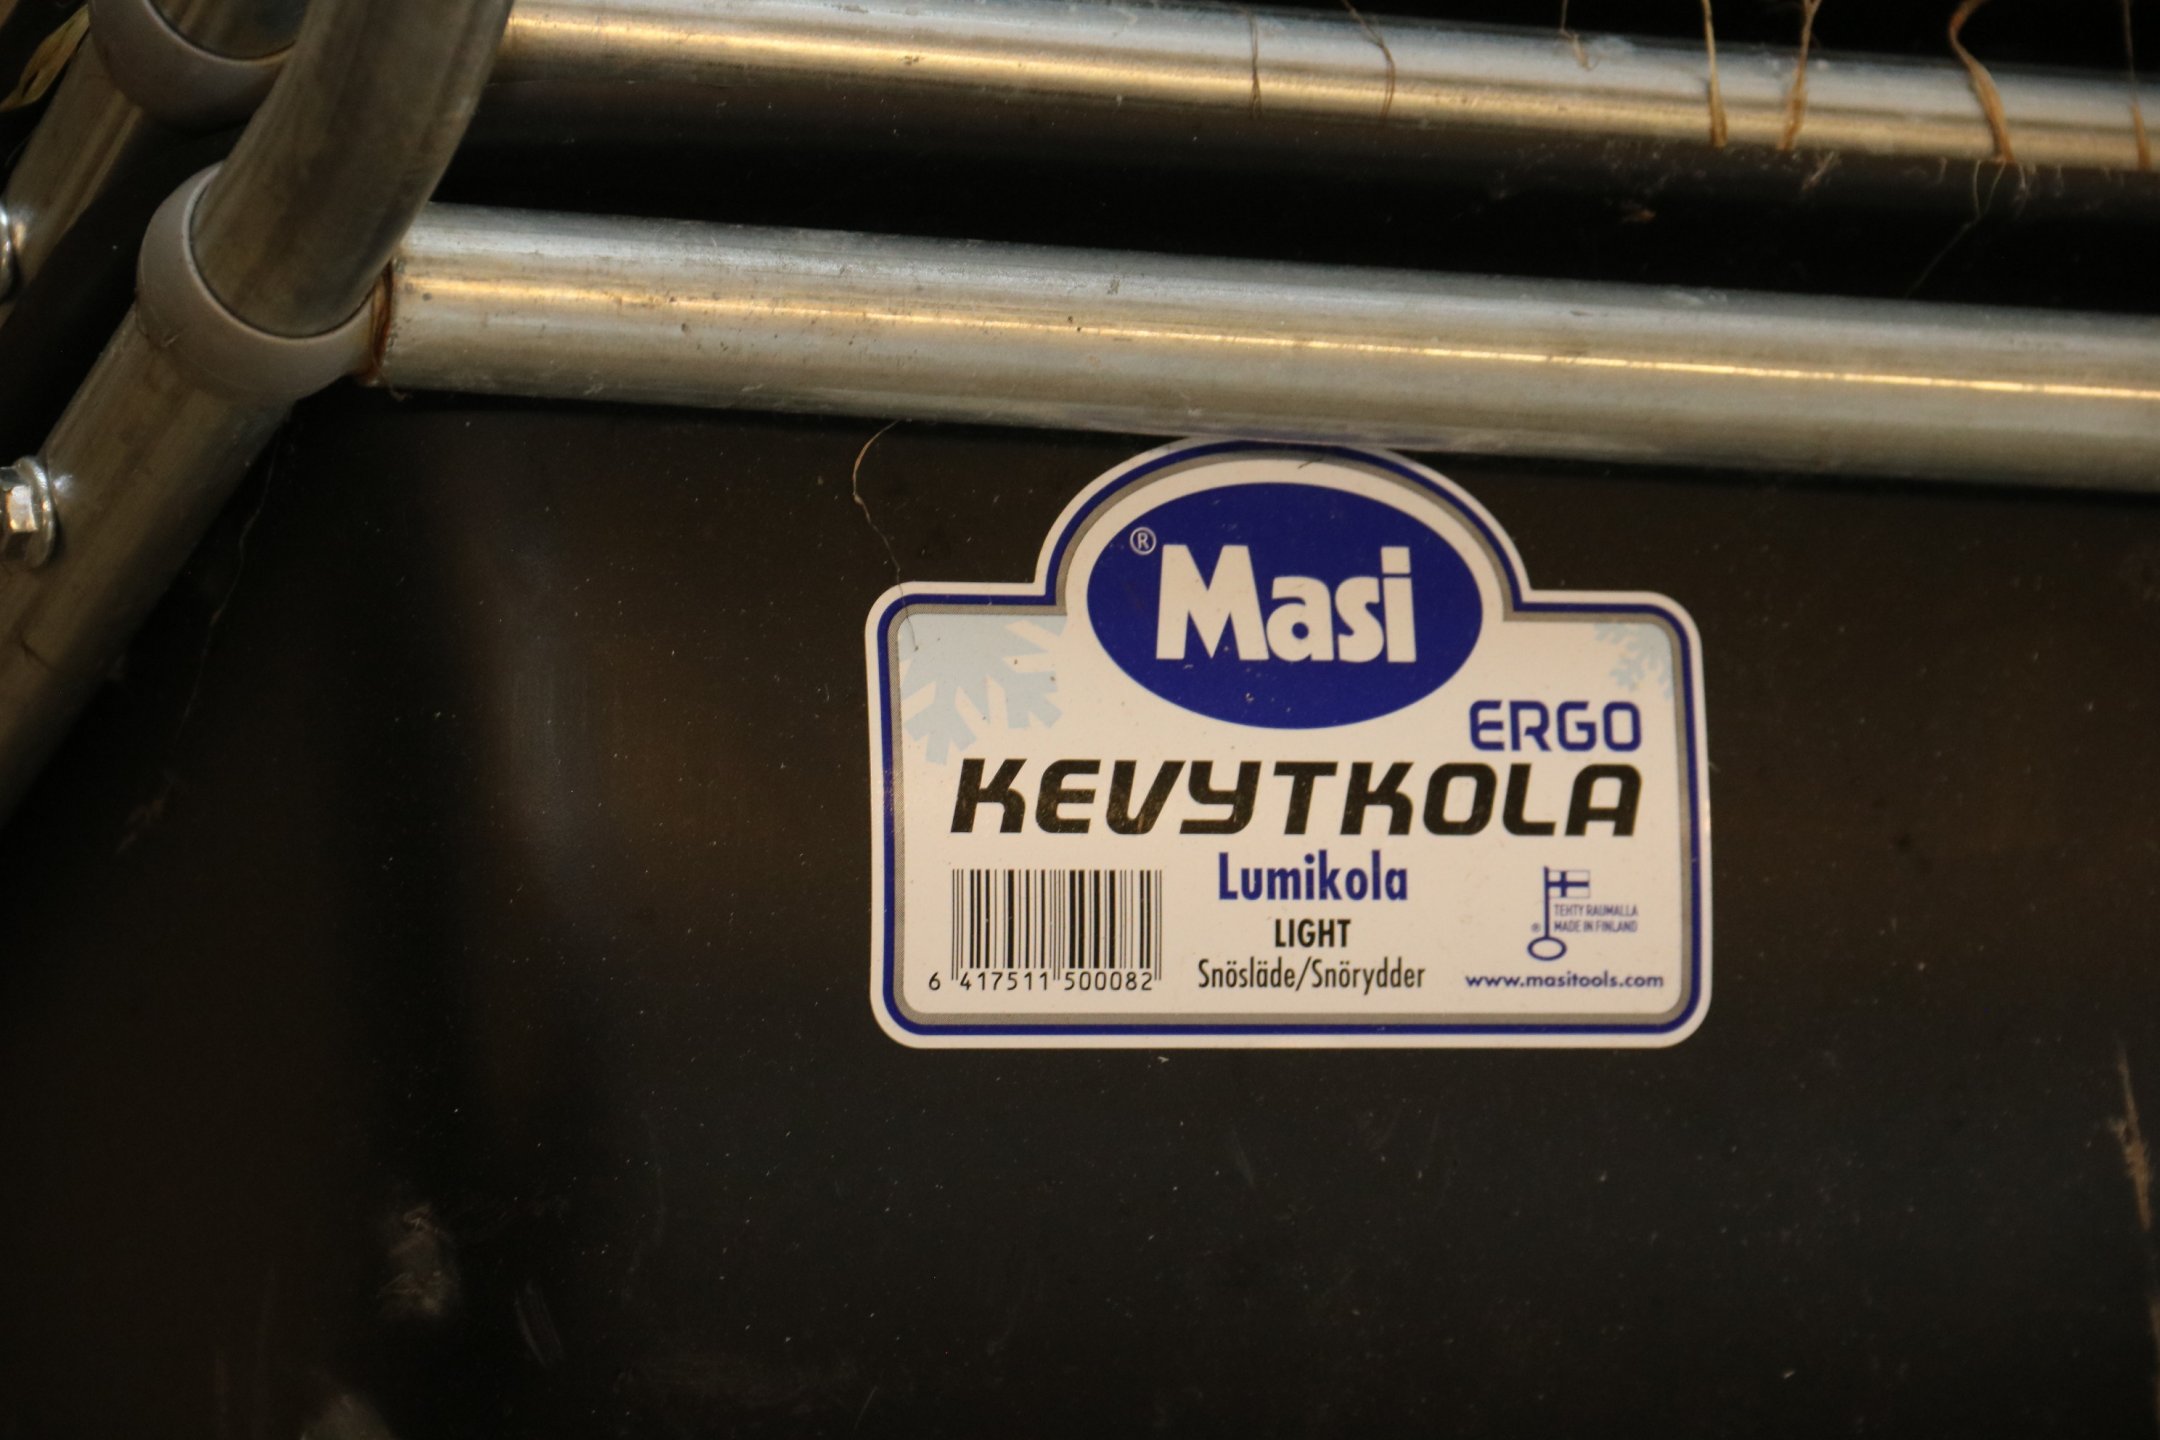 ® Masi
ERGO
KEVYTKOLA
Lumikola
LIGHT
Snösläde/Snörydder
6 417511 500082
TEHTY RAUMALLA
® MADE IN FINLAND
www.masitools.com